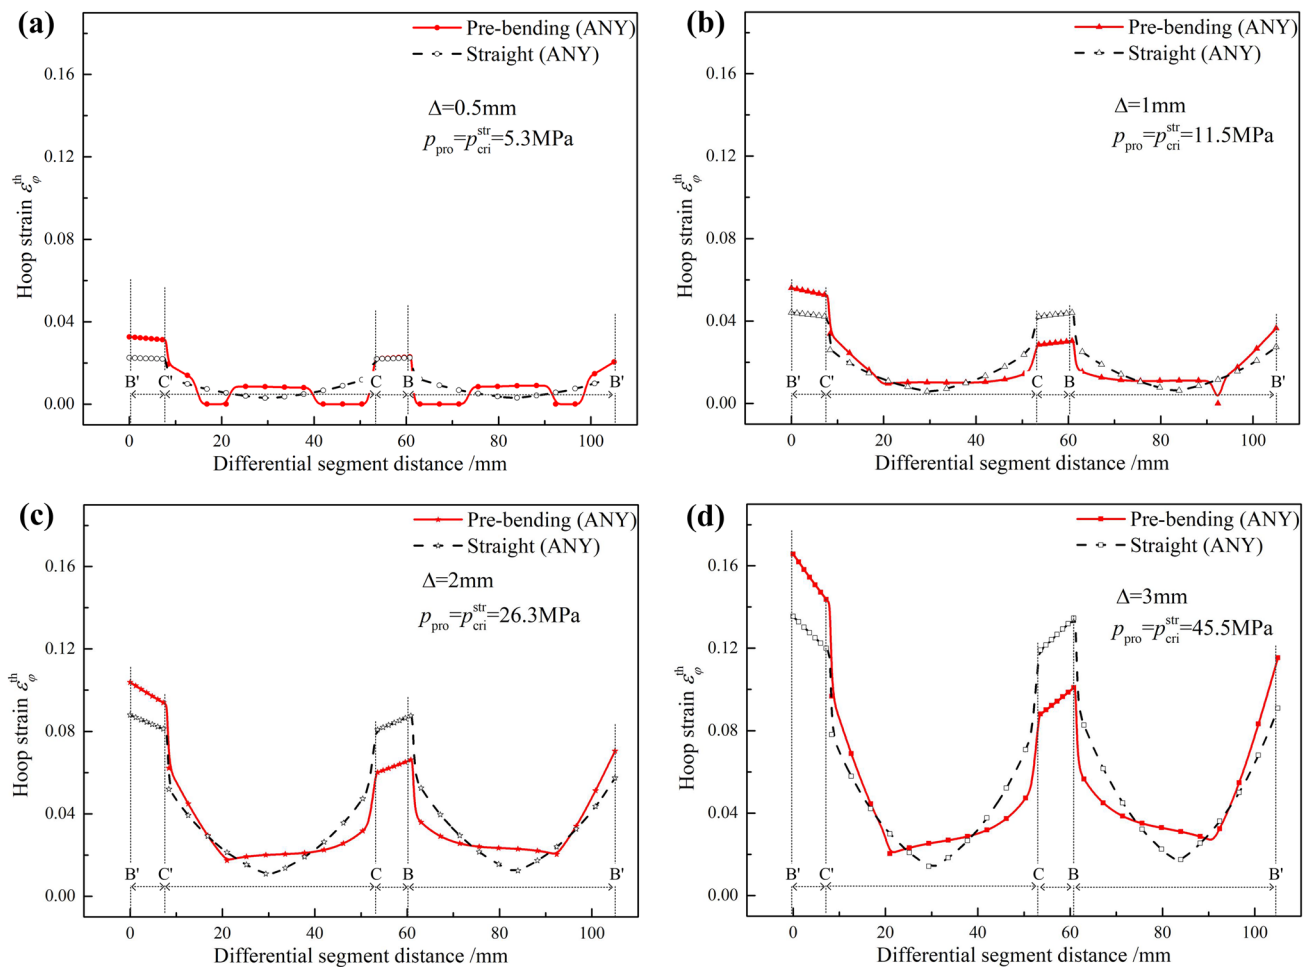 (a)
Pre-bending (ANY)
Straight (ANY)
Δ=0.5mm
p_pro=p_cri^str=5.3MPa
Hoop strain ε_φ^th
0.16
0.12
0.08
0.04
0.00
B' C' C B B'
0 20 40 60 80 100
Differential segment distance /mm
(b)
Pre-bending (ANY)
Straight (ANY)
Δ=1mm
p_pro=p_cri^str=11.5MPa
Hoop strain ε_φ^th
0.16
0.12
0.08
0.04
0.00
B' C' C B B'
0 20 40 60 80 100
Differential segment distance /mm
(c)
Pre-bending (ANY)
Straight (ANY)
Δ=2mm
p_pro=p_cri^str=26.3MPa
Hoop strain ε_φ^th
0.16
0.12
0.08
0.04
0.00
B' C' C B B'
0 20 40 60 80 100
Differential segment distance /mm
(d)
Pre-bending (ANY)
Straight (ANY)
Δ=3mm
p_pro=p_cri^str=45.5MPa
Hoop strain ε_φ^th
0.16
0.12
0.08
0.04
0.00
B' C' C B B'
0 20 40 60 80 100
Differential segment distance /mm